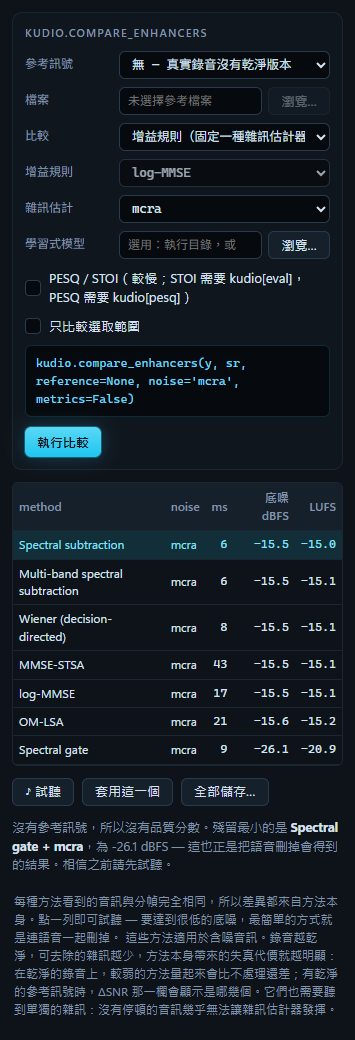 KUDIO.COMPARE_ENHANCERS
參考訊號 無 — 真實錄音沒有乾淨版本
檔案 未選擇參考檔案 瀏覽…
比較 增益規則（固定一種雜訊估計器
增益規則 log-MMSE
雜訊估計 mcra
學習式模型 選用：執行目錄，或 瀏覽…
PESQ / STOI（較慢；STOI 需要 kudio[eval]，
PESQ 需要 kudio[pesq]）
只比較選取範圍
kudio.compare_enhancers(y, sr,
reference=None, noise='mcra',
metrics=False)
執行比較
method noise ms 底噪 dBFS LUFS
Spectral subtraction mcra 6 −15.5 −15.0
Multi-band spectral
subtraction mcra 6 −15.5 −15.1
Wiener (decision-
directed) mcra 8 −15.5 −15.1
MMSE-STSA mcra 43 −15.5 −15.1
log-MMSE mcra 17 −15.5 −15.1
OM-LSA mcra 21 −15.6 −15.2
Spectral gate mcra 9 −26.1 −20.9
♪ 試聽 套用這一個 全部儲存…
沒有參考訊號，所以沒有品質分數。殘留最小的是 Spectral
gate + mcra，為 -26.1 dBFS — 這也正是把語音刪掉會得到
的結果。相信之前請先試聽。
每種方法看到的音訊與分幀完全相同，所以差異都來自方法本
身。點一列即可試聽 — 要達到很低的底噪，最簡單的方式就
是連語音一起刪掉。 這些方法適用於含噪音訊。錄音越乾
淨，可去除的雜訊越少，方法本身帶來的失真代價就越明顯：
在乾淨的錄音上，較弱的方法量起來會比不處理還差；有乾淨
的參考訊號時，ΔSNR 那一欄會顯示是哪幾個。它們也需要聽
到單獨的雜訊：沒有停頓的音訊幾乎無法讓雜訊估計器發揮。